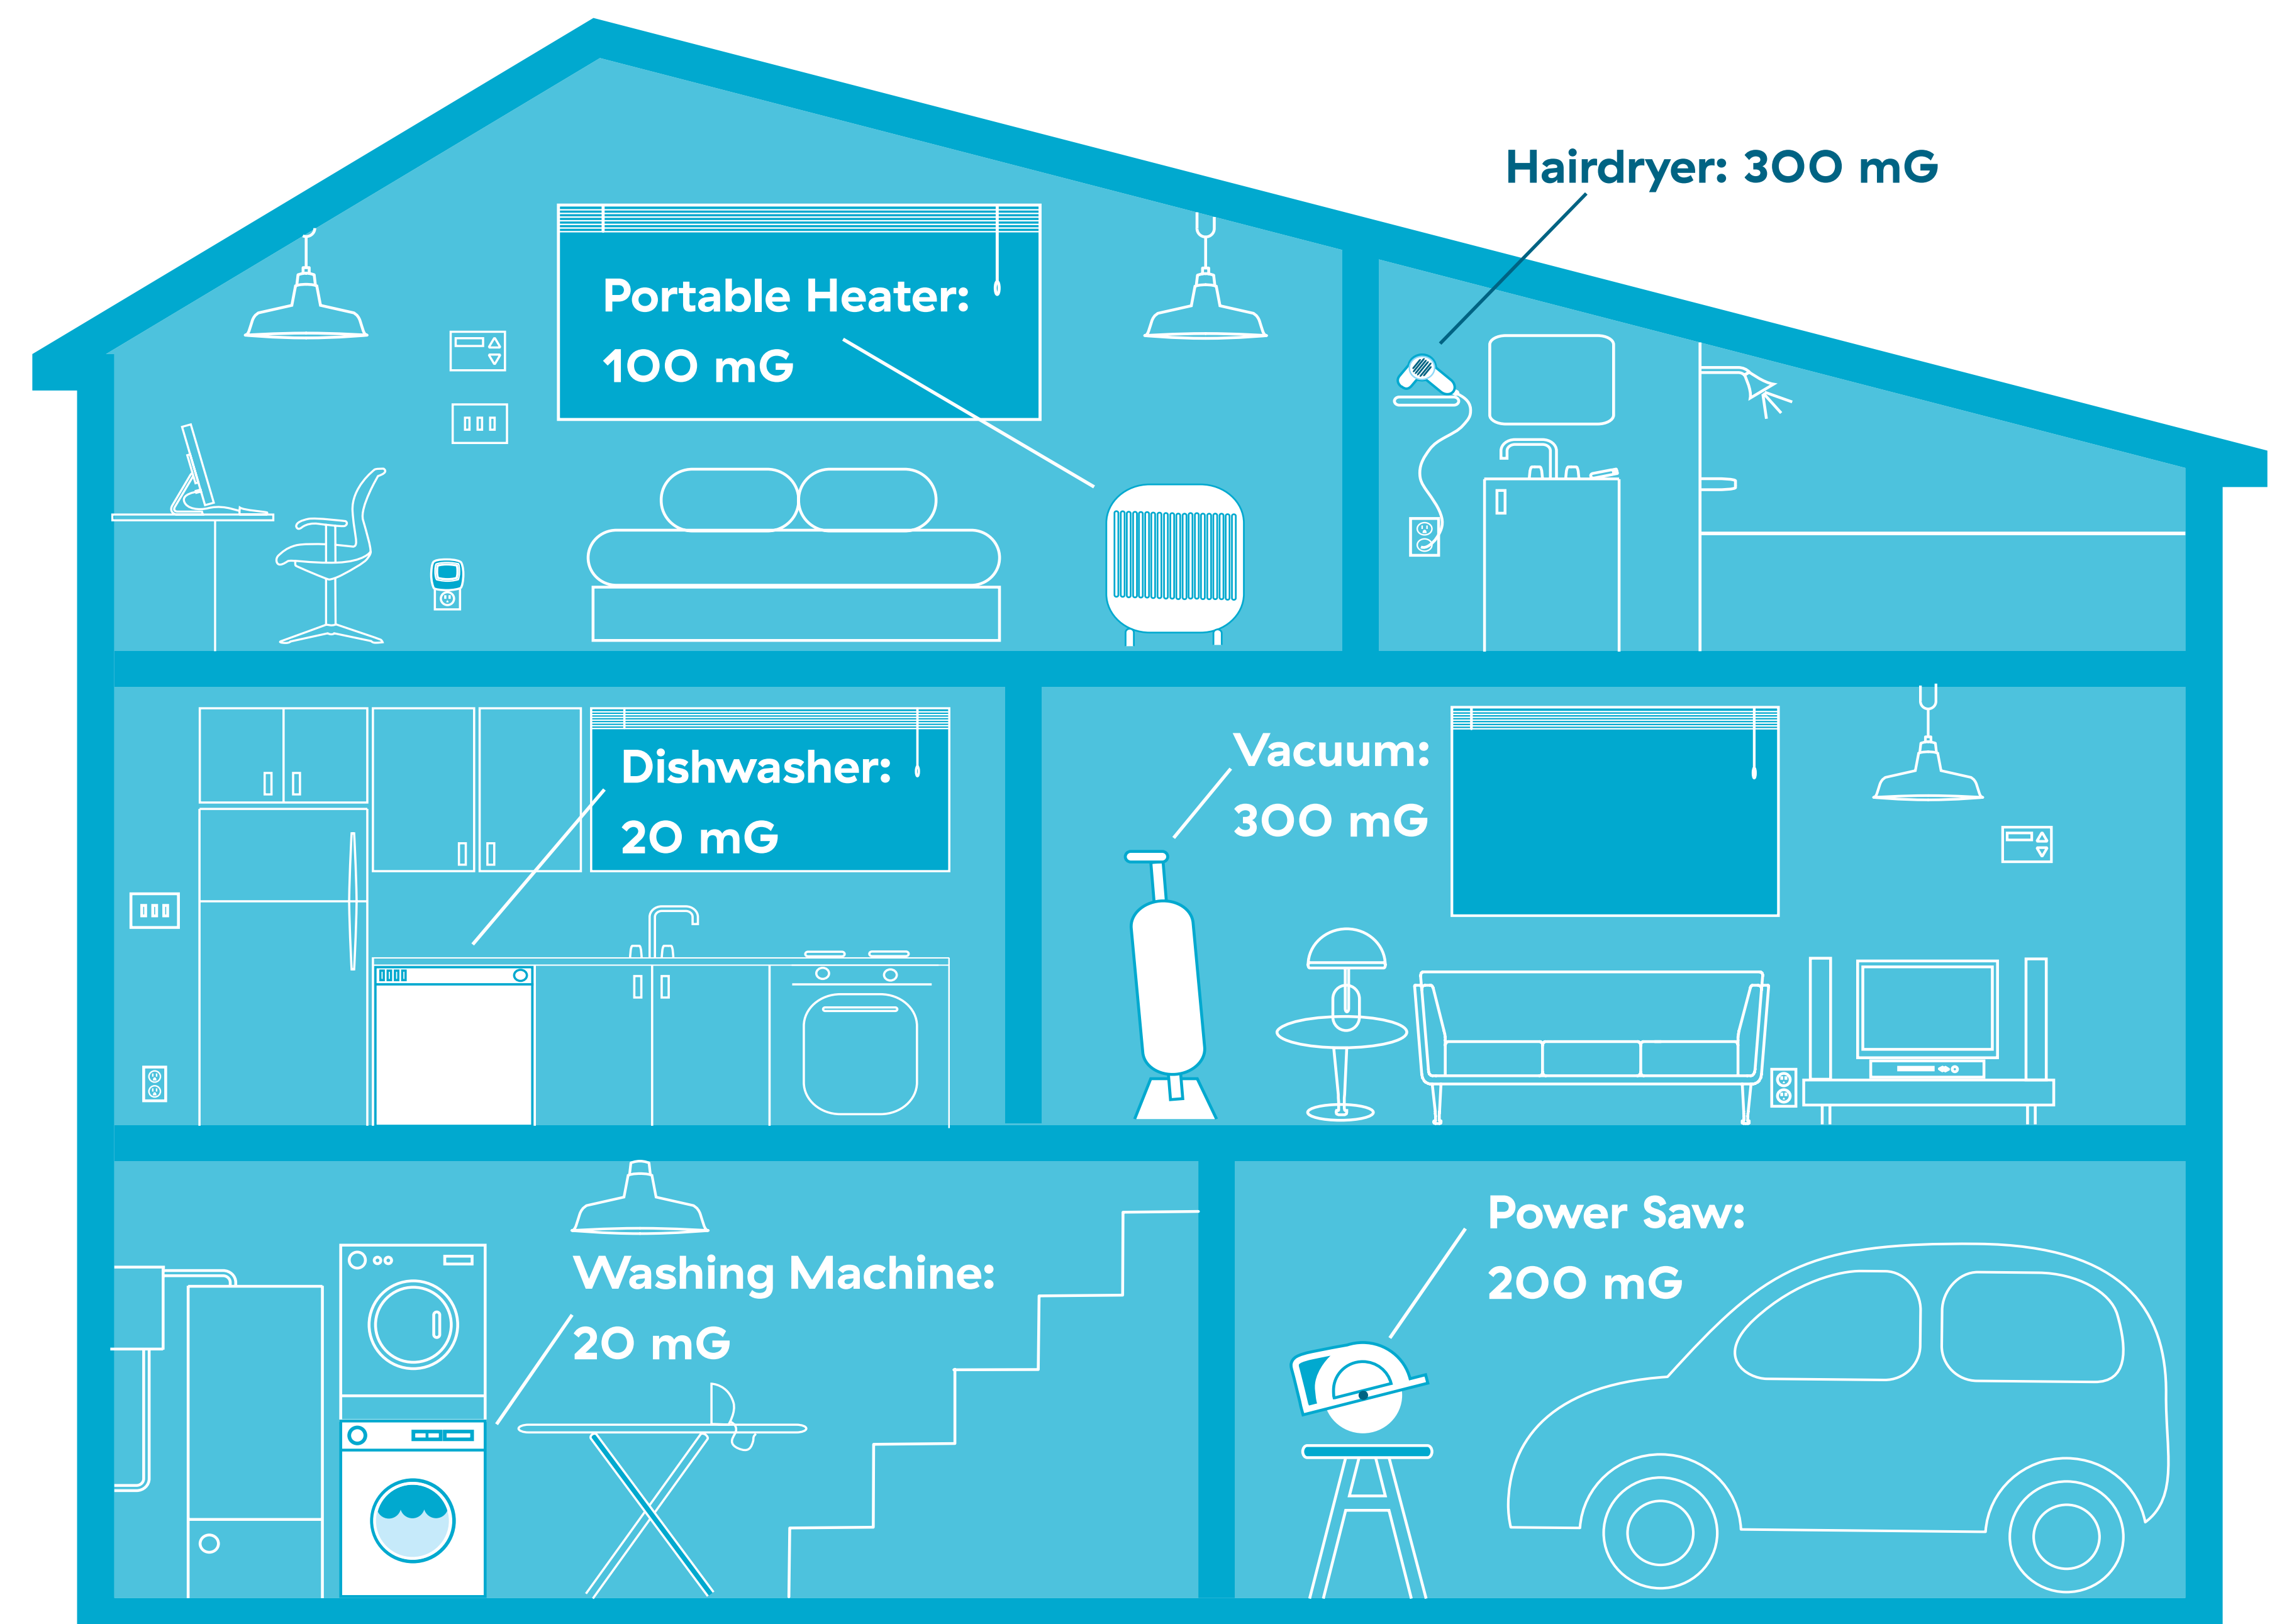 Hairdryer: 300 mG
Portable Heater:
100 mG
Dishwasher:
20 mG
Vacuum:
300 mG
Washing Machine:
20 mG
Power Saw:
200 mG